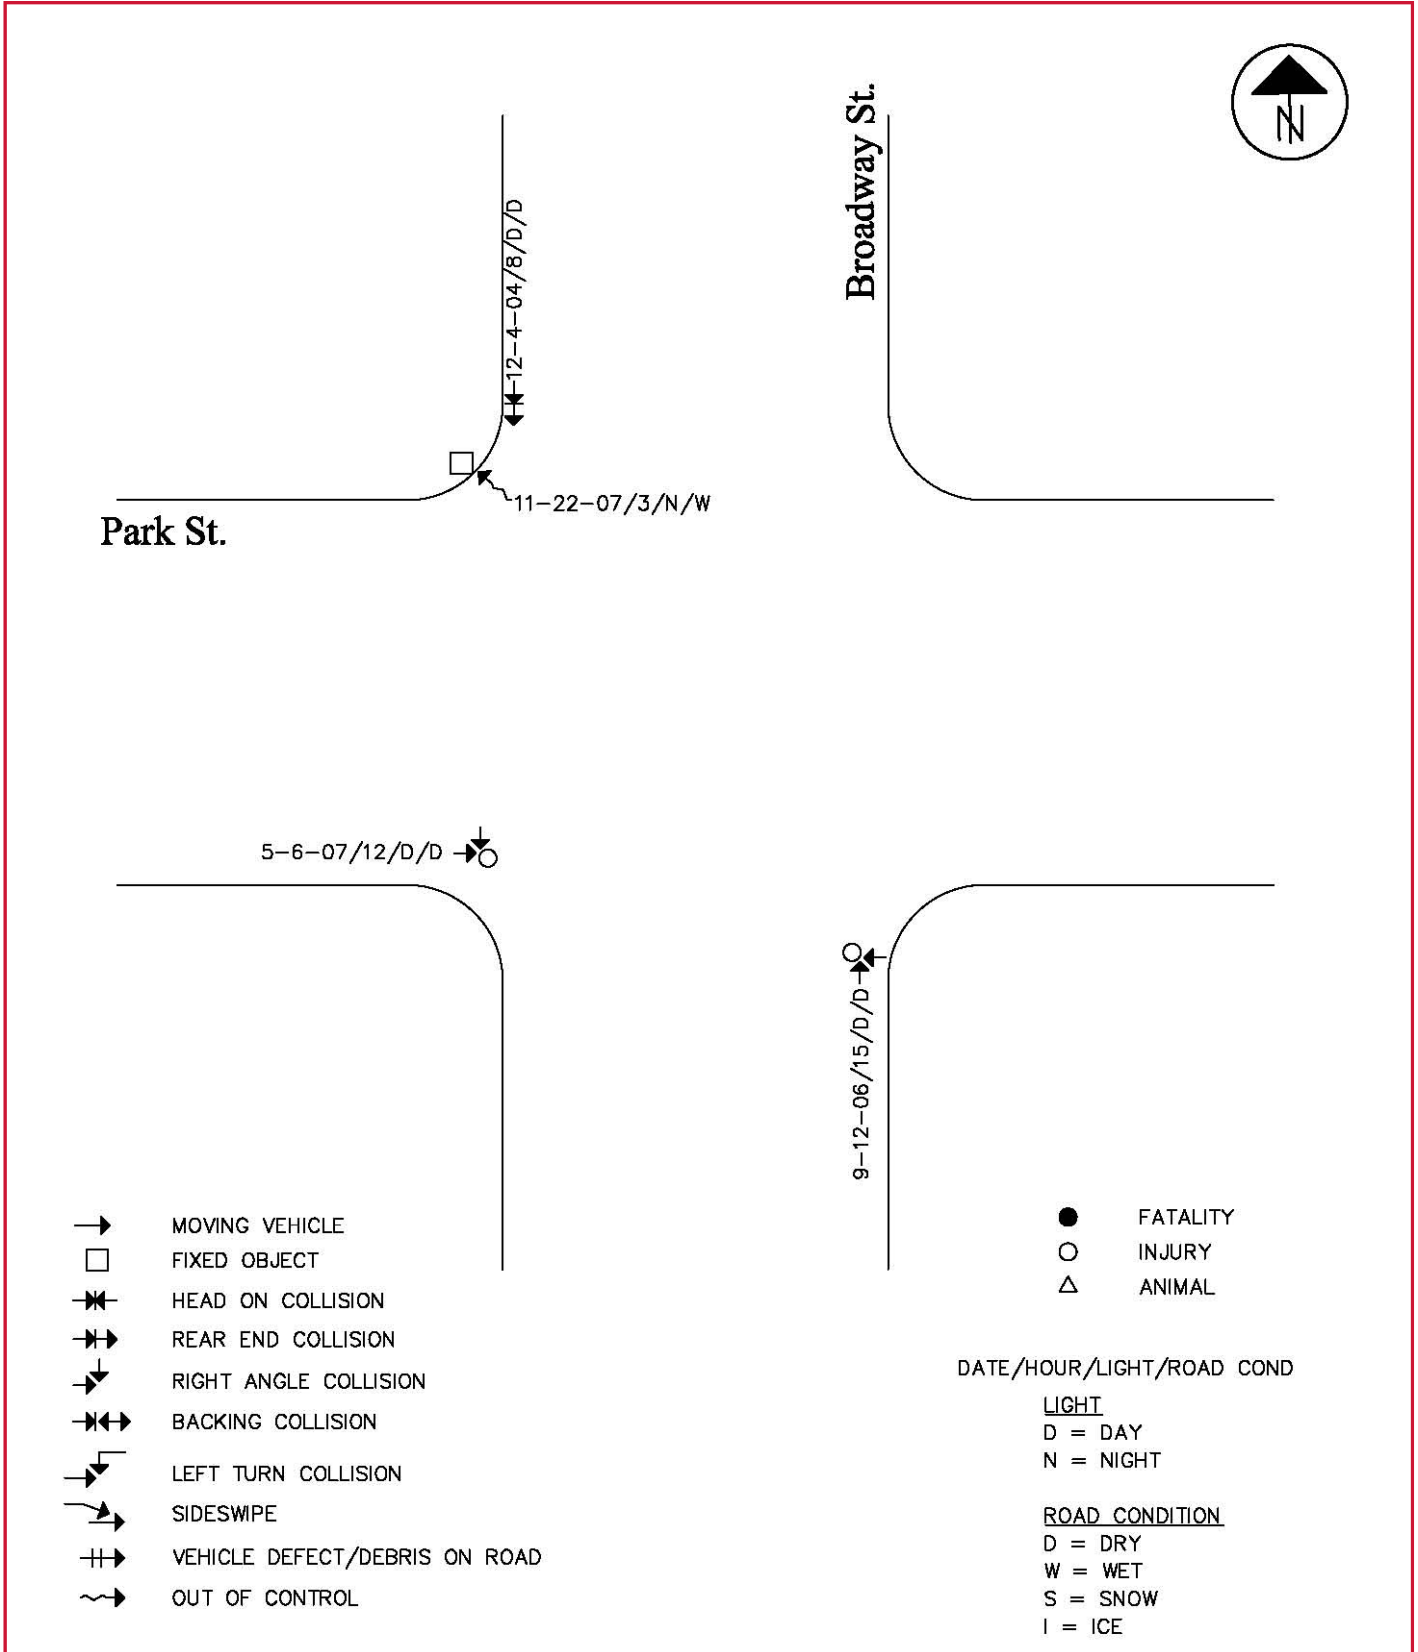 N
Broadway St.
12-4-04/8/D/D
11-22-07/3/N/W
Park St.
5-6-07/12/D/D
9-12-06/15/D/D
MOVING VEHICLE
FIXED OBJECT
HEAD ON COLLISION
REAR END COLLISION
RIGHT ANGLE COLLISION
BACKING COLLISION
LEFT TURN COLLISION
SIDESWIPE
VEHICLE DEFECT/DEBRIS ON ROAD
OUT OF CONTROL
FATALITY
INJURY
ANIMAL
DATE/HOUR/LIGHT/ROAD COND
LIGHT
D = DAY
N = NIGHT
ROAD CONDITION
D = DRY
W = WET
S = SNOW
I = ICE